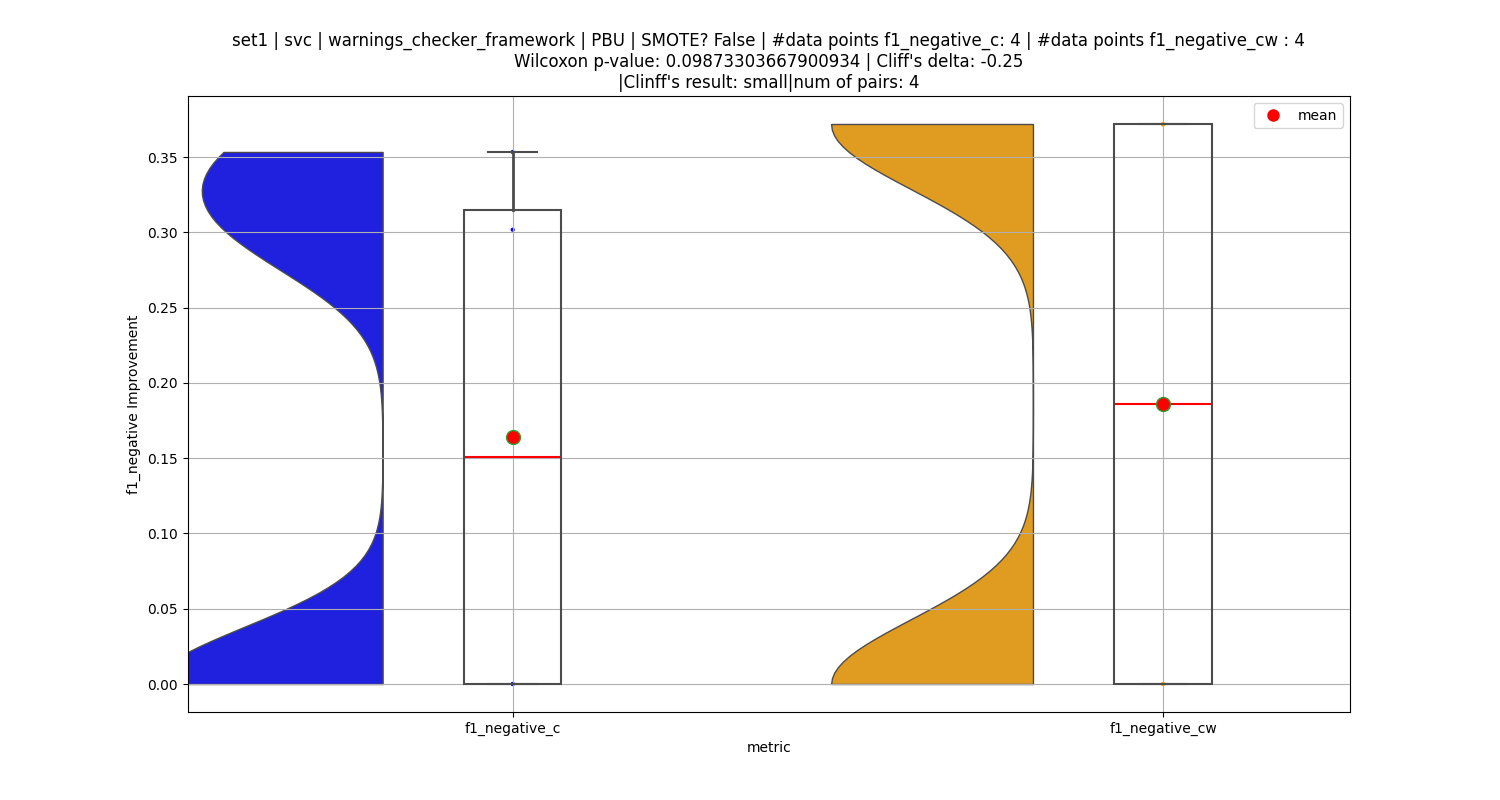 set1 | svc | warnings_checker_framework | PBU | SMOTE? False | #data points f1_negative_c: 4 | #data points f1_negative_cw : 4
Wilcoxon p-value: 0.09873303667900934 | Cliff's delta: -0.25
|Clinff's result: small|num of pairs: 4
mean
f1_negative Improvement
0.35
0.30
0.25
0.20
0.15
0.10
0.05
0.00
f1_negative_c
f1_negative_cw
metric